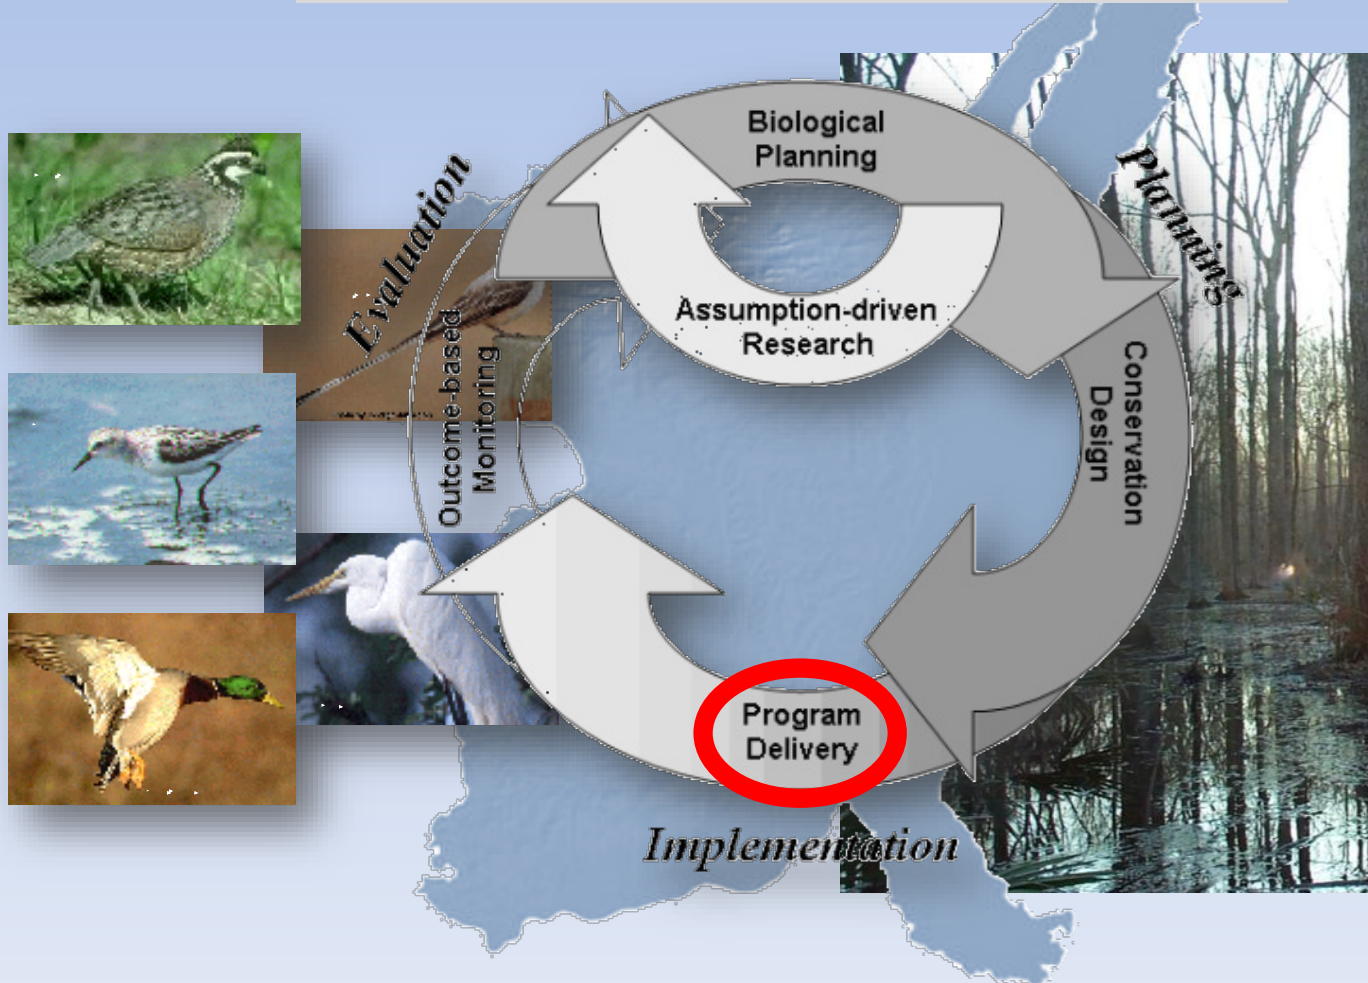 Biological
Planning
Planning
Evaluation
Assumption-driven
Research
Conservation
Design
Outcome-based
Monitoring
Program
Delivery
Implementation